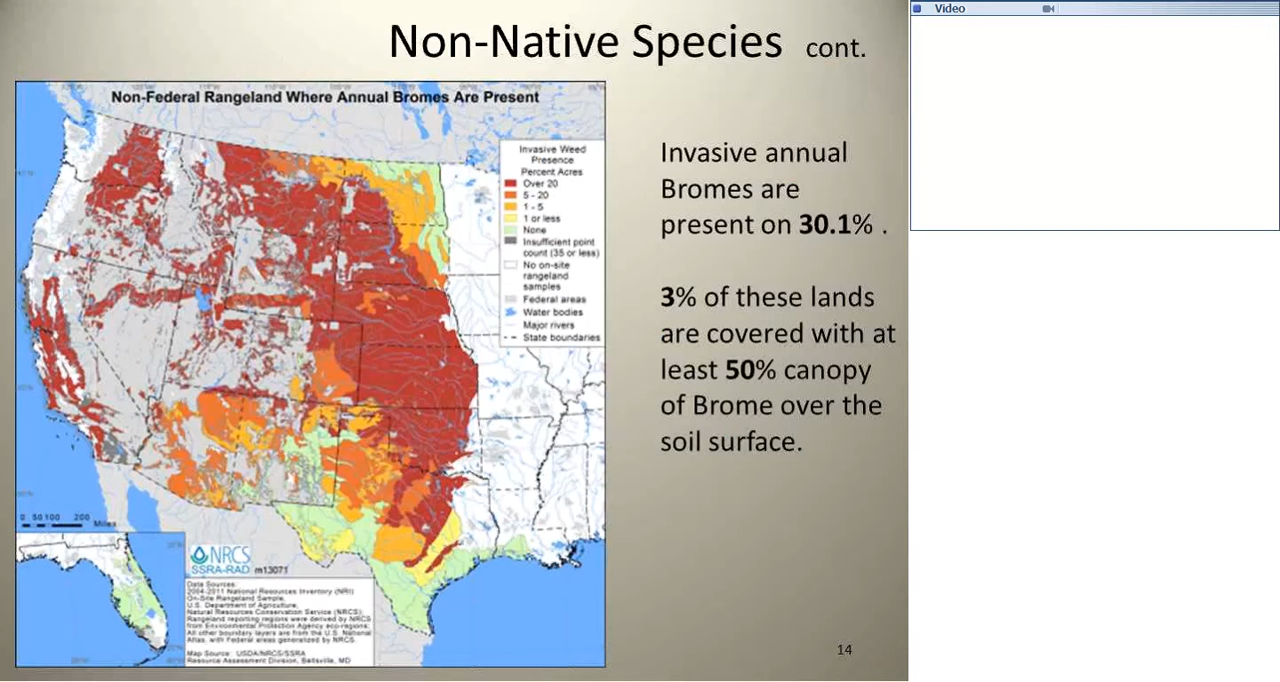 Non-Native Species cont.
Video
Non-Federal Rangeland Where Annual Bromes Are Present
Invasive Weed
Presence
Percent Acres
Over 20
5 - 20
1 - 5
1 or less
None
Insufficient point
count (35 or less)
No on-site
rangeland
samples
Federal areas
Water bodies
Major rivers
State boundaries
Invasive annual
Bromes are
present on 30.1% .
3% of these lands
are covered with at
least 50% canopy
of Brome over the
soil surface.
0 50 100 200
Miles
NRCS
SSRA-RAD
m13071
Data Sources:
2004-2011 National Resources Inventory (NRI)
On-Site Rangeland Sample,
U.S. Department of Agriculture,
Natural Resources Conservation Service (NRCS).
Rangeland reporting regions were derived by NRCS
from Environmental Protection Agency eco-regions;
All other boundary layers are from the U.S. National
Atlas, with Federal areas generalized by NRCS.
Map Source: USDA/NRCS/SSRA
Resource Assessment Division, Beltsville, MD
14